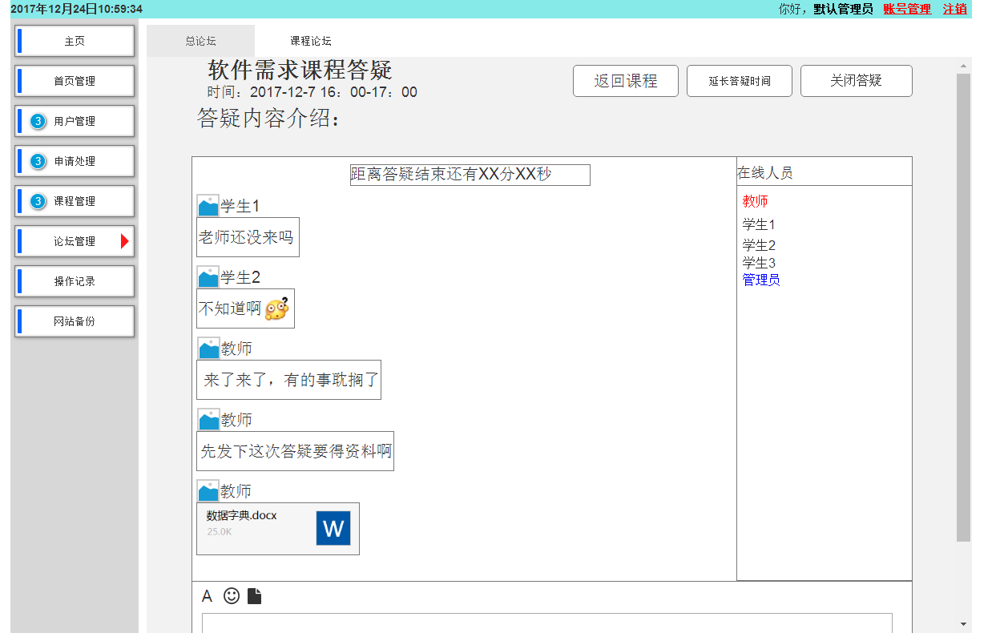 2017年12月24日10:59:34
你好，默认管理员 账号管理 注销
主页
首页管理
3 用户管理
3 申请处理
3 课程管理
论坛管理
操作记录
网站备份
总论坛 课程论坛
软件需求课程答疑
时间：2017-12-7 16：00-17：00
返回课程 延长答疑时间 关闭答疑
答疑内容介绍：
距离答疑结束还有XX分XX秒
学生1
老师还没来吗
学生2
不知道啊
教师
来了来了，有的事耽搁了
教师
先发下这次答疑要得资料啊
教师
数据字典.docx
25.0K
W
在线人员
教师
学生1
学生2
学生3
管理员
A